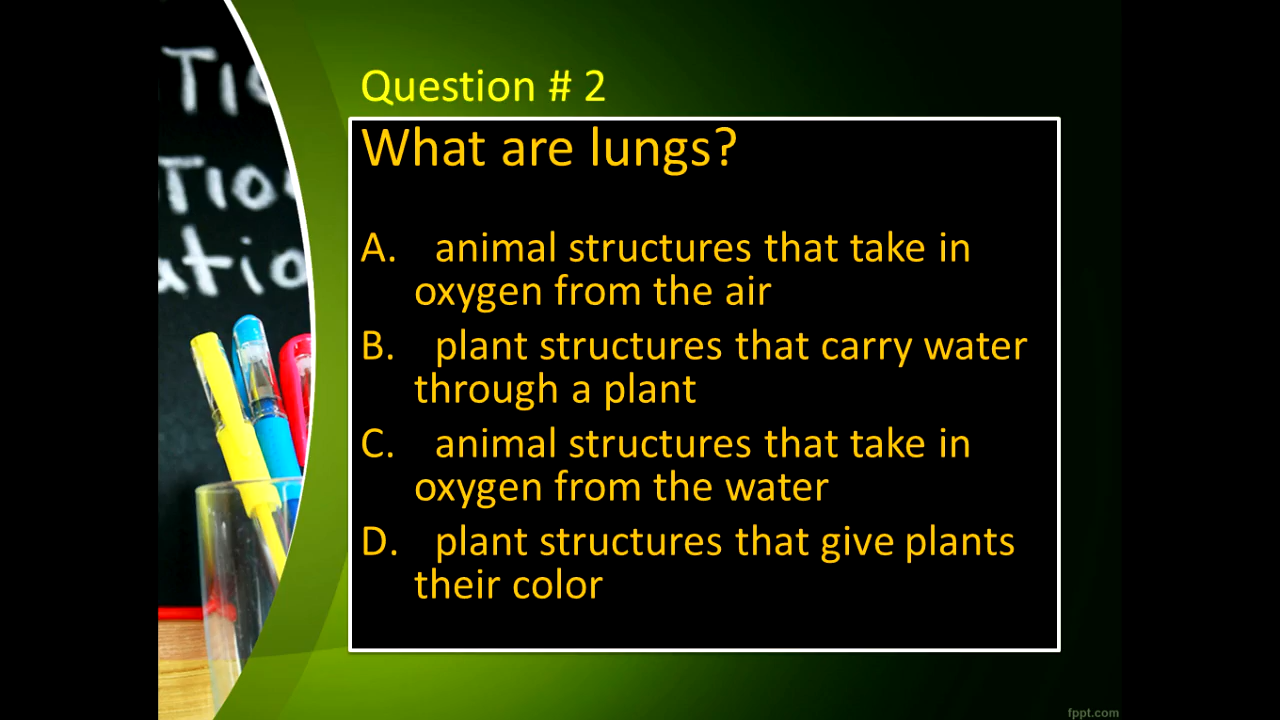 Question # 2
What are lungs?
A. animal structures that take in
oxygen from the air
B. plant structures that carry water
through a plant
C. animal structures that take in
oxygen from the water
D. plant structures that give plants
their color
fppt.com